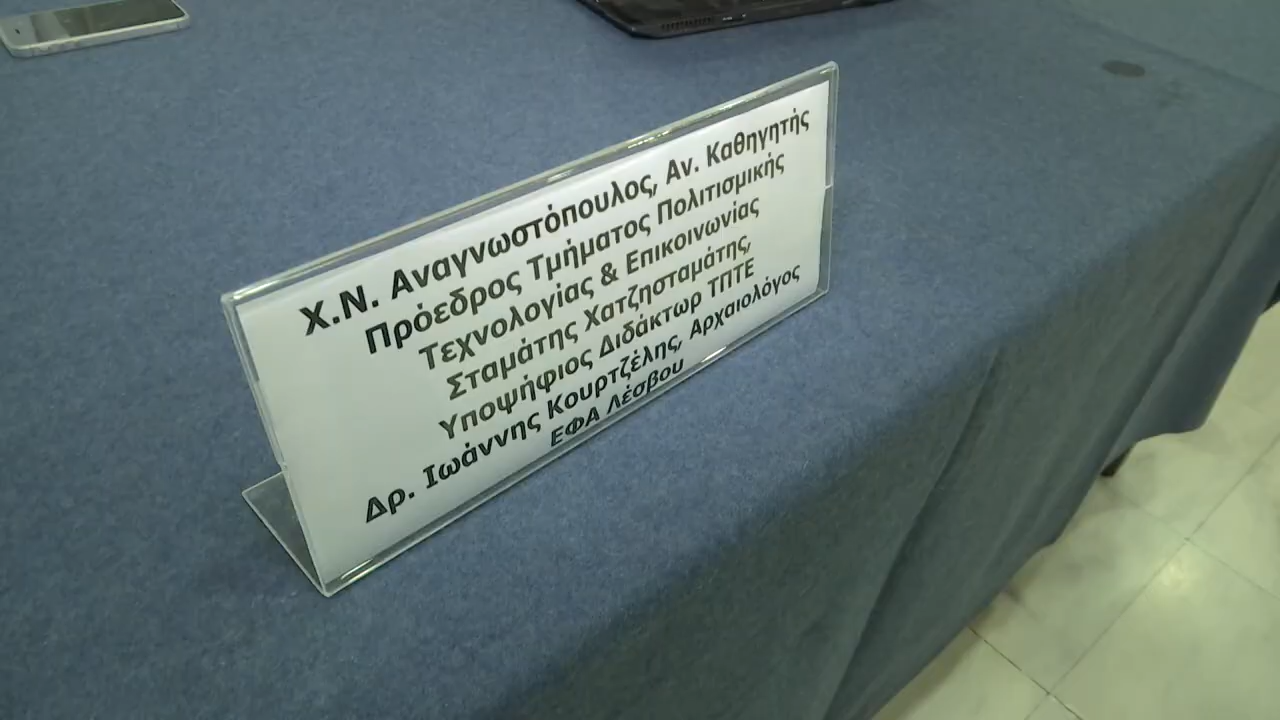 Χ.Ν. Αναγνωστόπουλος, Αν. Καθηγητής
Πρόεδρος Τμήματος Πολιτισμικής
Τεχνολογίας & Επικοινωνίας
Σταμάτης Χατζησταμάτης,
Υποψήφιος Διδάκτωρ ΤΠΤΕ
Δρ. Ιωάννης Κουρτζέλης, Αρχαιολόγος
ΕΦΑ Λέσβου